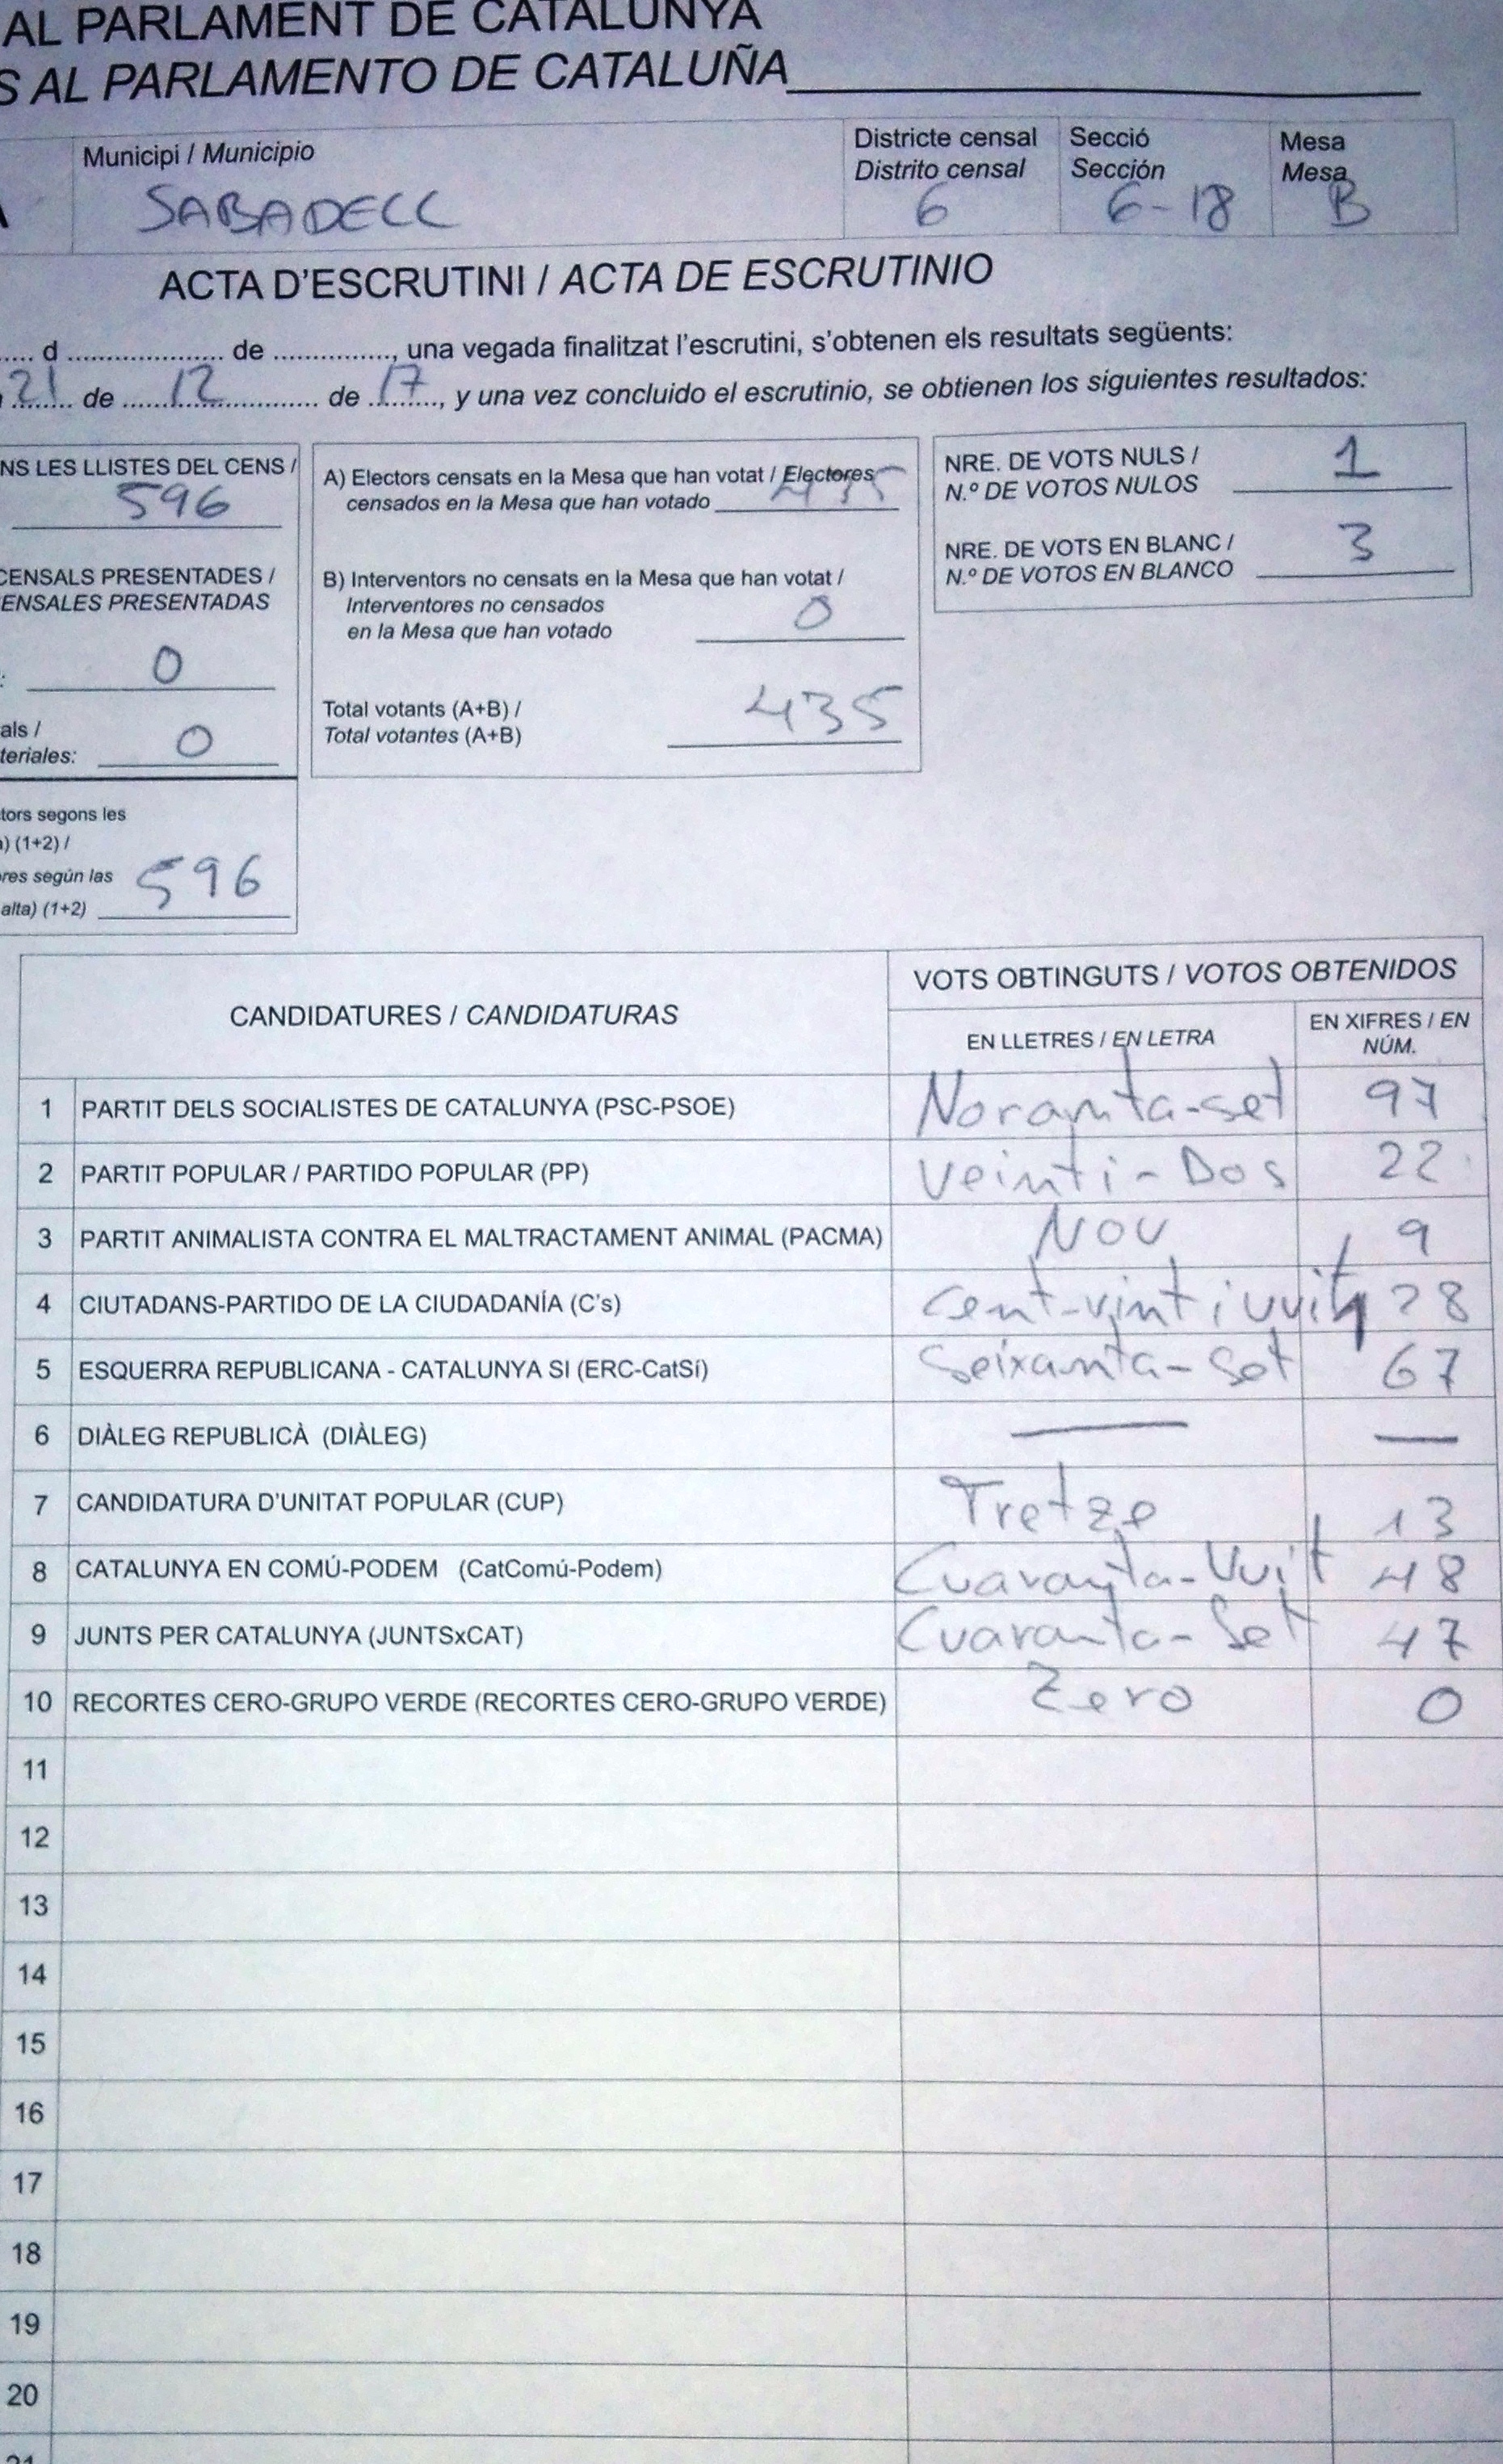 AL PARLAMENT DE CATALUNYA
S AL PARLAMENTO DE CATALUÑA
Municipi / Municipio
SABADELL
Districte censal
Distrito censal
6
Secció
Sección
6-18
Mesa
Mesa
B
ACTA D'ESCRUTINI / ACTA DE ESCRUTINIO
..... d ..................... de ..............., una vegada finalitzat l'escrutini, s'obtenen els resultats següents:
21 de 12 de 17, y una vez concluido el escrutinio, se obtienen los siguientes resultados:
NS LES LLISTES DEL CENS /
596
CENSALS PRESENTADES /
ENSALES PRESENTADAS
: 0
als /
teriales: 0
tors segons les
) (1+2) /
res según las
alta) (1+2) 596
A) Electors censats en la Mesa que han votat / Electores
censados en la Mesa que han votado 435
B) Interventors no censats en la Mesa que han votat /
Interventores no censados
en la Mesa que han votado 0
Total votants (A+B) /
Total votantes (A+B) 435
NRE. DE VOTS NULS /
N.º DE VOTOS NULOS 1
NRE. DE VOTS EN BLANC /
N.º DE VOTOS EN BLANCO 3
CANDIDATURES / CANDIDATURAS
VOTS OBTINGUTS / VOTOS OBTENIDOS
EN LLETRES / EN LETRA
EN XIFRES / EN
NÚM.
1 PARTIT DELS SOCIALISTES DE CATALUNYA (PSC-PSOE) Noranta-set 97
2 PARTIT POPULAR / PARTIDO POPULAR (PP) Veinti-Dos 22
3 PARTIT ANIMALISTA CONTRA EL MALTRACTAMENT ANIMAL (PACMA) NOU 9
4 CIUTADANS-PARTIDO DE LA CIUDADANÍA (C's) Cent-vint i vuit 128
5 ESQUERRA REPUBLICANA - CATALUNYA SI (ERC-CatSí) Seixanta-Set 67
6 DIÀLEG REPUBLICÀ (DIÀLEG) — —
7 CANDIDATURA D'UNITAT POPULAR (CUP) Tretze 13
8 CATALUNYA EN COMÚ-PODEM (CatComú-Podem) Cuaranta-Vuit 48
9 JUNTS PER CATALUNYA (JUNTSxCAT) Cuaranta-Set 47
10 RECORTES CERO-GRUPO VERDE (RECORTES CERO-GRUPO VERDE) Zero 0
11
12
13
14
15
16
17
18
19
20
21